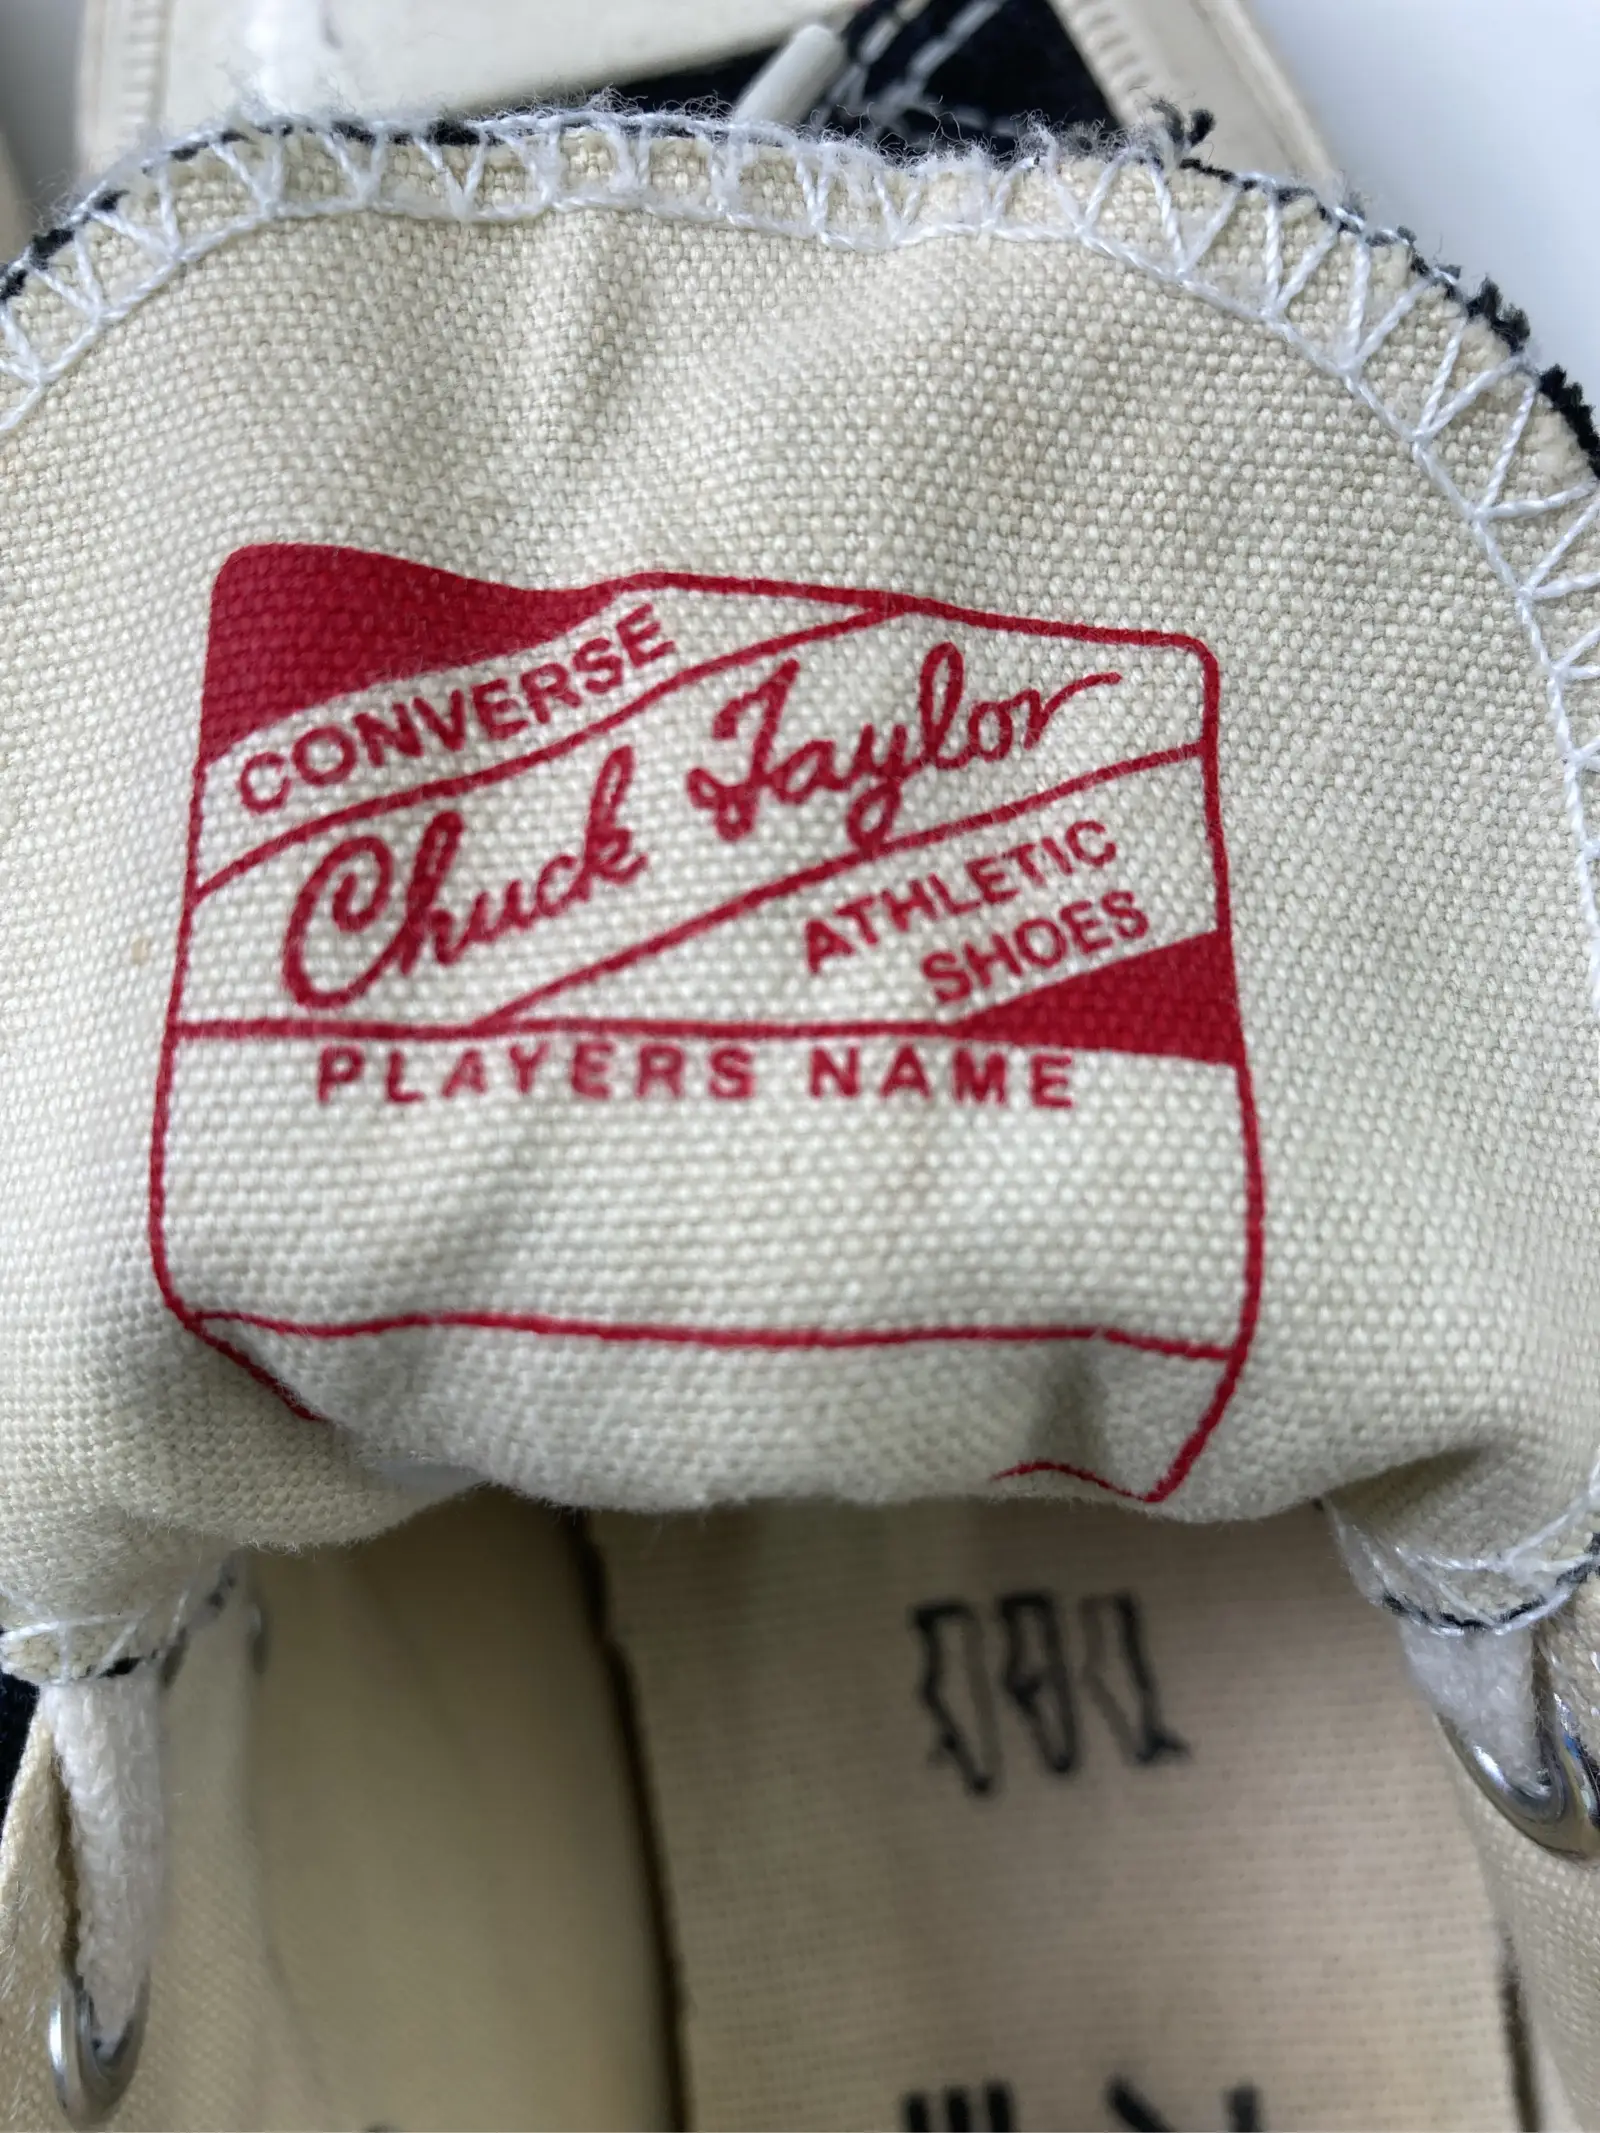 CONVERSE
Chuck Taylor
ATHLETIC
SHOES
PLAYERS NAME